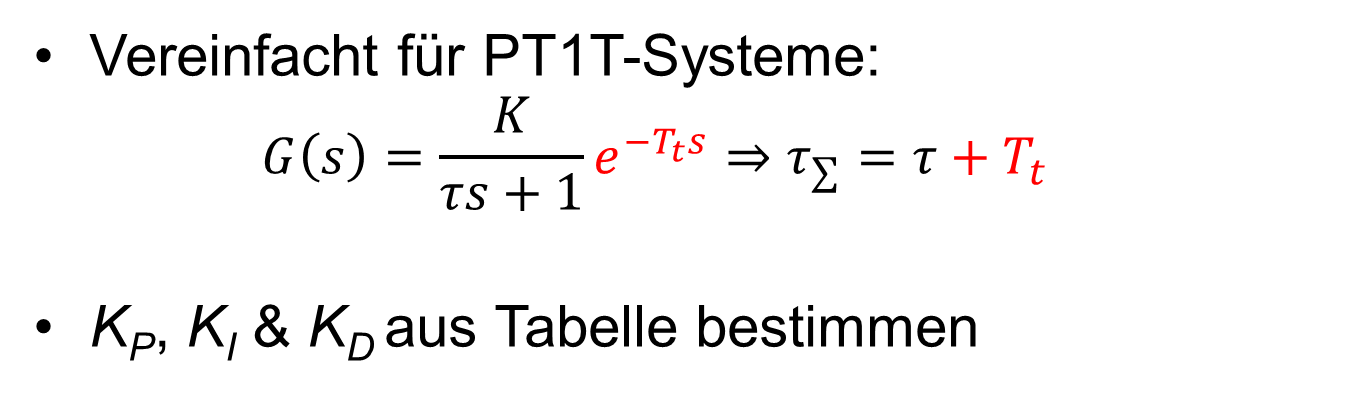 • Vereinfacht für PT1T-Systeme:
G(s) = K / (τs + 1) e^(−T_t s) ⇒ τ_Σ = τ + T_t
• K_P, K_I & K_D aus Tabelle bestimmen